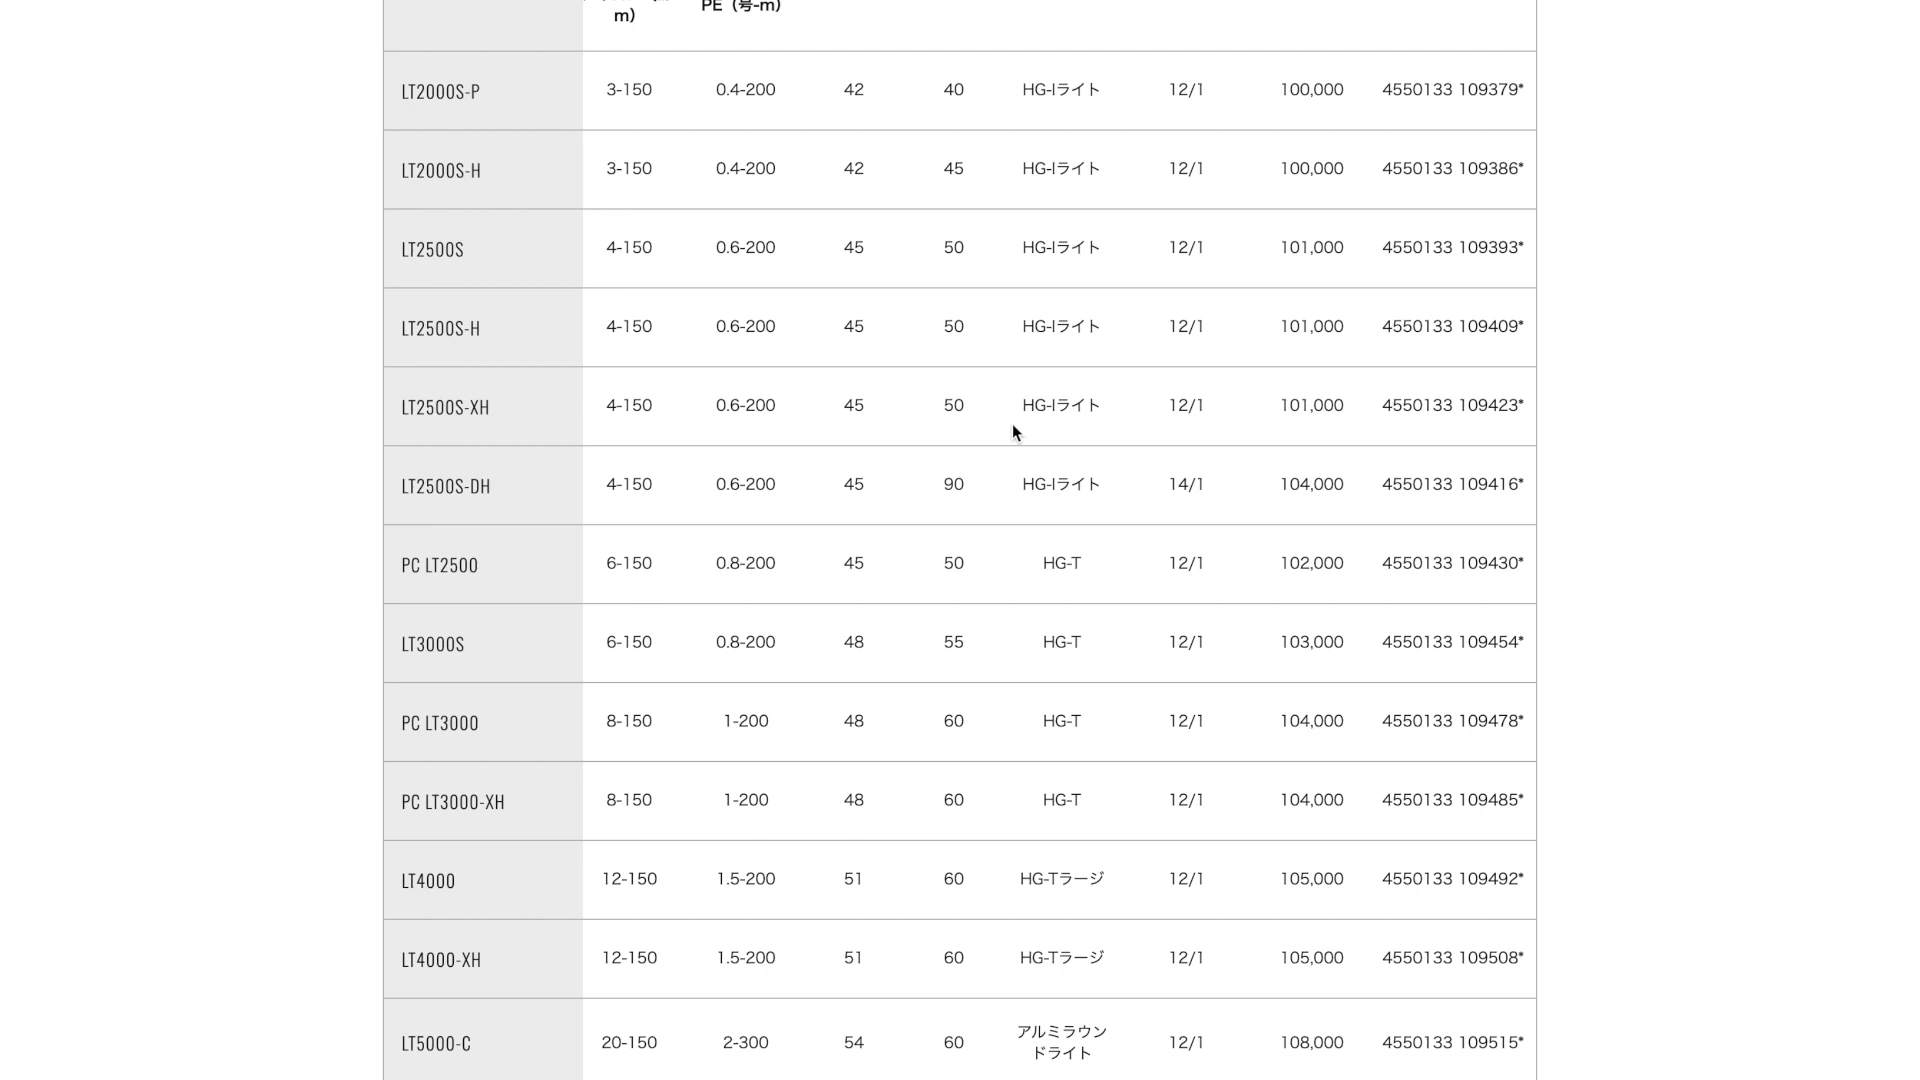 m) PE（号-m）
LT2000S-P 3-150 0.4-200 42 40 HG-Iライト 12/1 100,000 4550133 109379*
LT2000S-H 3-150 0.4-200 42 45 HG-Iライト 12/1 100,000 4550133 109386*
LT2500S 4-150 0.6-200 45 50 HG-Iライト 12/1 101,000 4550133 109393*
LT2500S-H 4-150 0.6-200 45 50 HG-Iライト 12/1 101,000 4550133 109409*
LT2500S-XH 4-150 0.6-200 45 50 HG-Iライト 12/1 101,000 4550133 109423*
LT2500S-DH 4-150 0.6-200 45 90 HG-Iライト 14/1 104,000 4550133 109416*
PC LT2500 6-150 0.8-200 45 50 HG-T 12/1 102,000 4550133 109430*
LT3000S 6-150 0.8-200 48 55 HG-T 12/1 103,000 4550133 109454*
PC LT3000 8-150 1-200 48 60 HG-T 12/1 104,000 4550133 109478*
PC LT3000-XH 8-150 1-200 48 60 HG-T 12/1 104,000 4550133 109485*
LT4000 12-150 1.5-200 51 60 HG-Tラージ 12/1 105,000 4550133 109492*
LT4000-XH 12-150 1.5-200 51 60 HG-Tラージ 12/1 105,000 4550133 109508*
LT5000-C 20-150 2-300 54 60 アルミラウン
ドライト 12/1 108,000 4550133 109515*